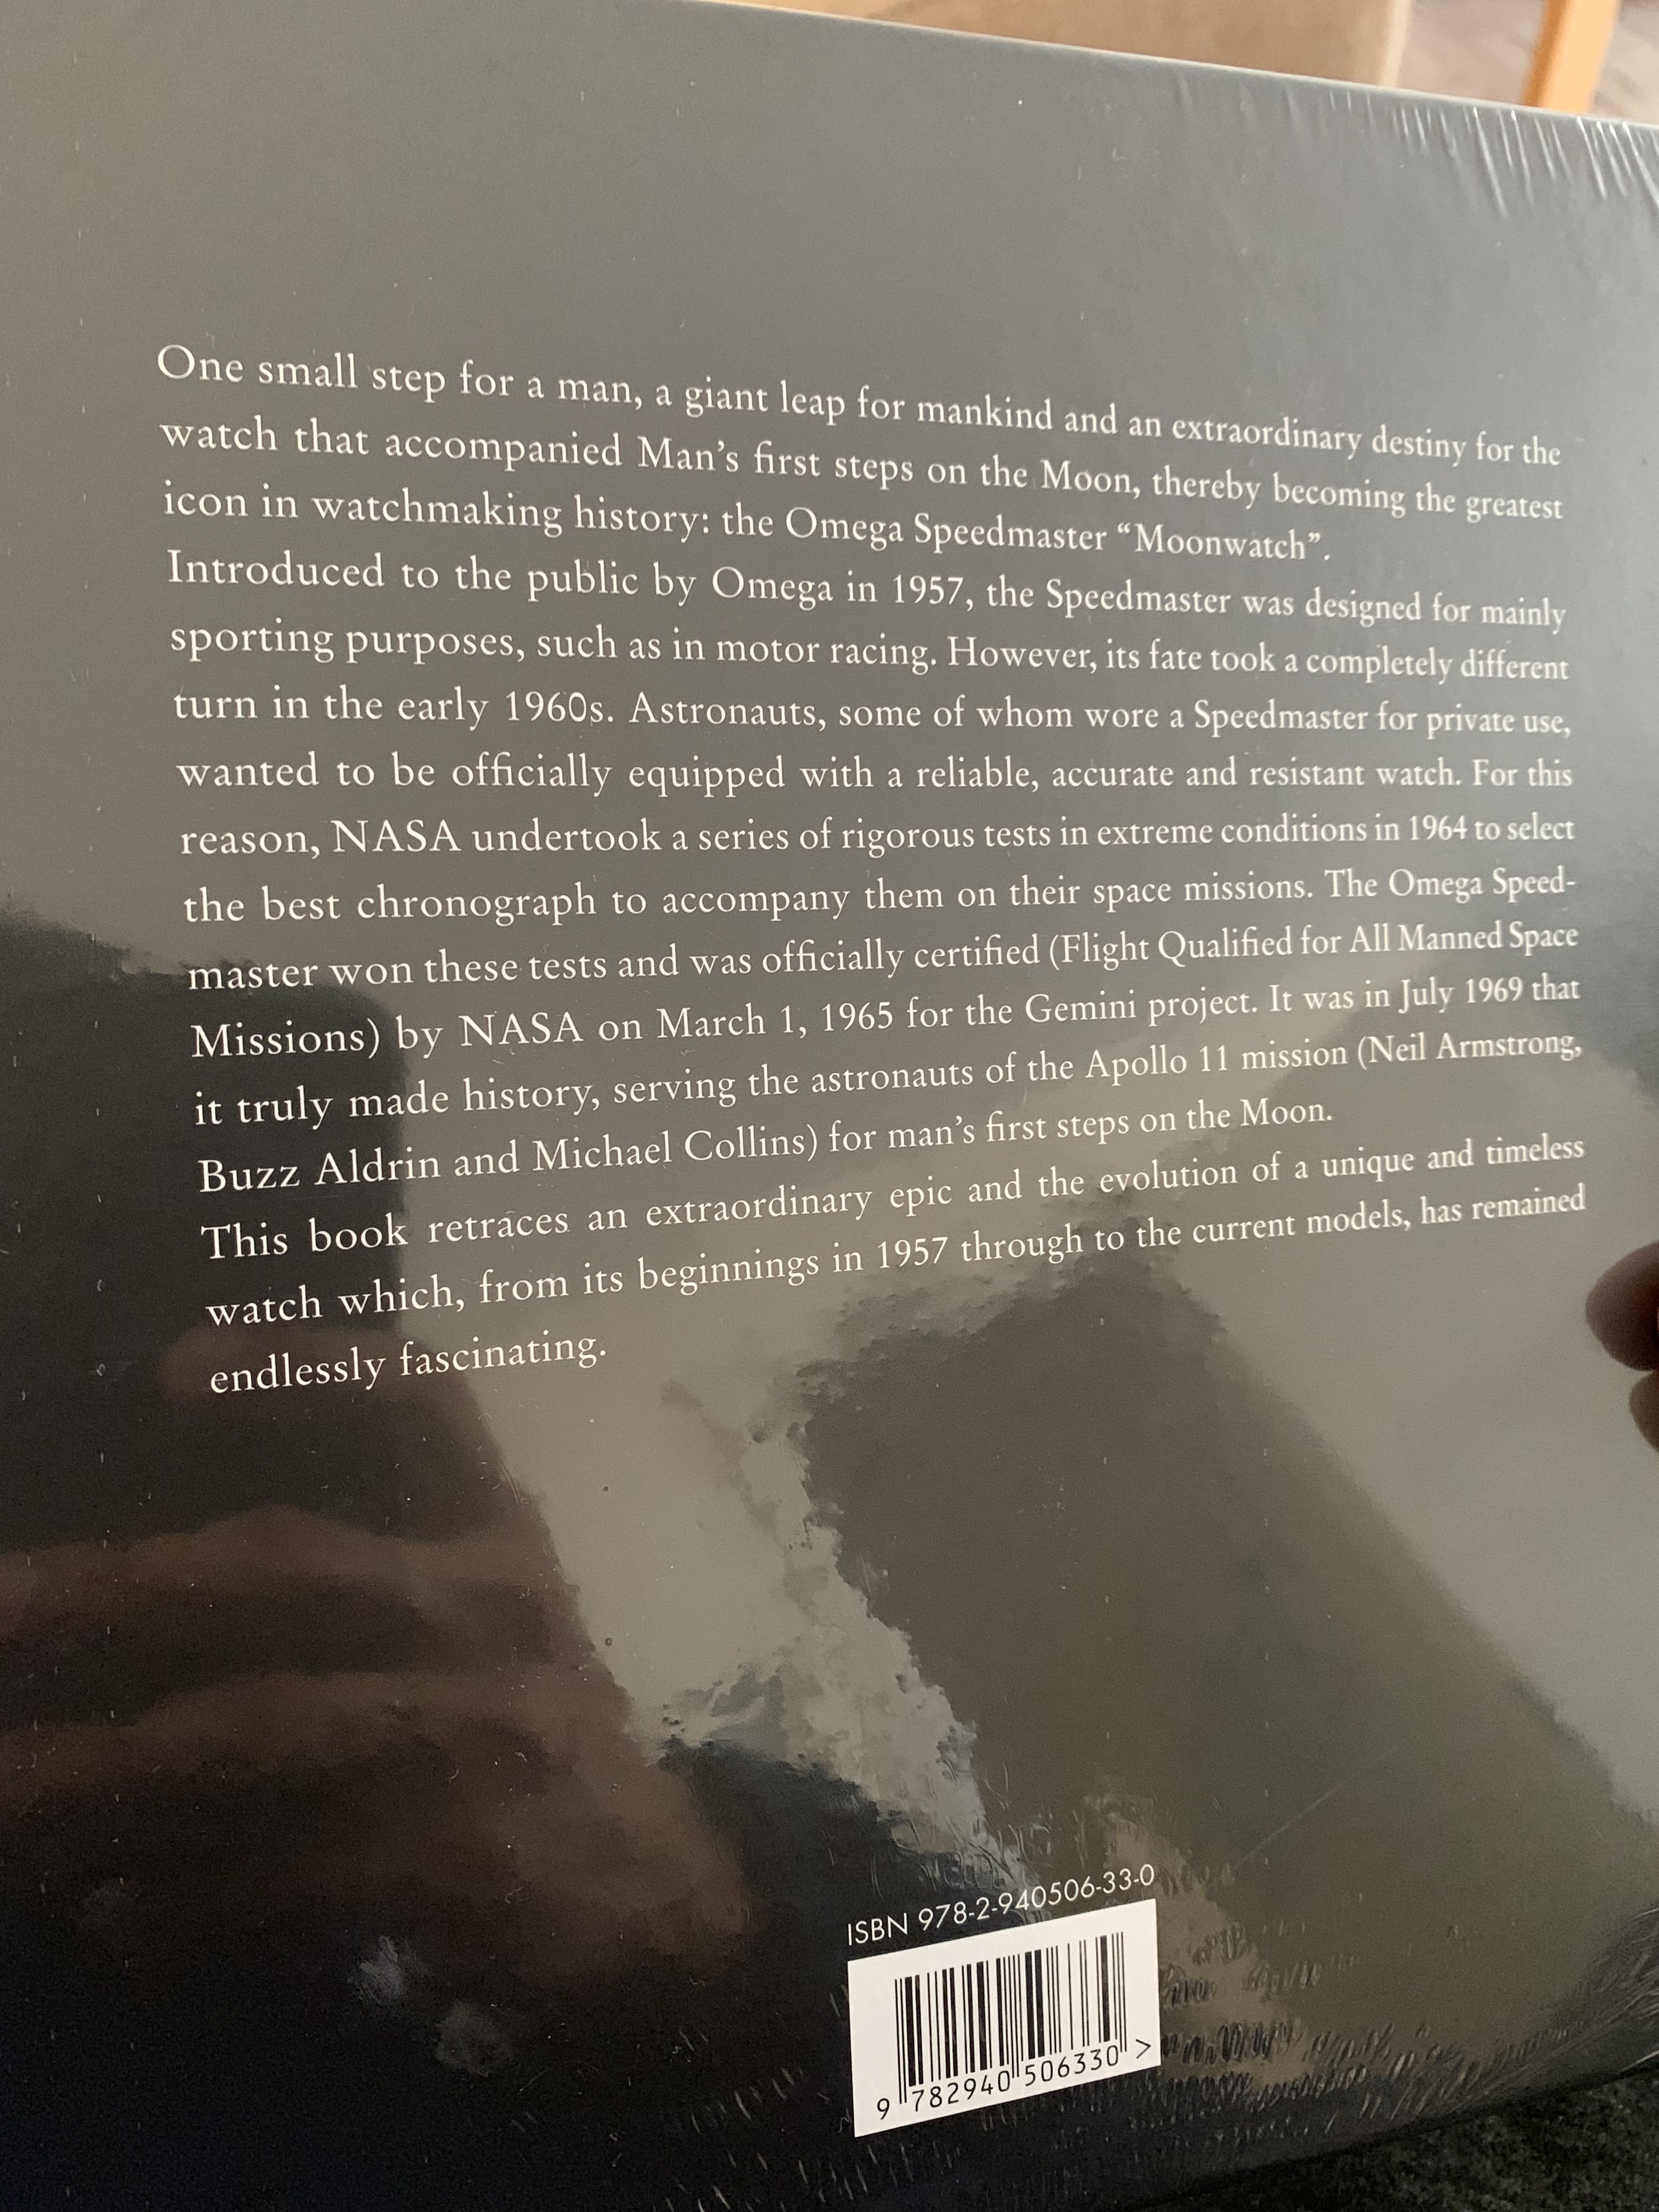 One small step for a man, a giant leap for mankind and an extraordinary destiny for the
watch that accompanied Man’s first steps on the Moon, thereby becoming the greatest
icon in watchmaking history: the Omega Speedmaster “Moonwatch”.
Introduced to the public by Omega in 1957, the Speedmaster was designed for mainly
sporting purposes, such as in motor racing. However, its fate took a completely different
turn in the early 1960s. Astronauts, some of whom wore a Speedmaster for private use,
wanted to be officially equipped with a reliable, accurate and resistant watch. For this
reason, NASA undertook a series of rigorous tests in extreme conditions in 1964 to select
the best chronograph to accompany them on their space missions. The Omega Speed-
master won these tests and was officially certified (Flight Qualified for All Manned Space
Missions) by NASA on March 1, 1965 for the Gemini project. It was in July 1969 that
it truly made history, serving the astronauts of the Apollo 11 mission (Neil Armstrong,
Buzz Aldrin and Michael Collins) for man’s first steps on the Moon.
This book retraces an extraordinary epic and the evolution of a unique and timeless
watch which, from its beginnings in 1957 through to the current models, has remained
endlessly fascinating.
ISBN 978-2-940506-33-0
9 782940 506330 >